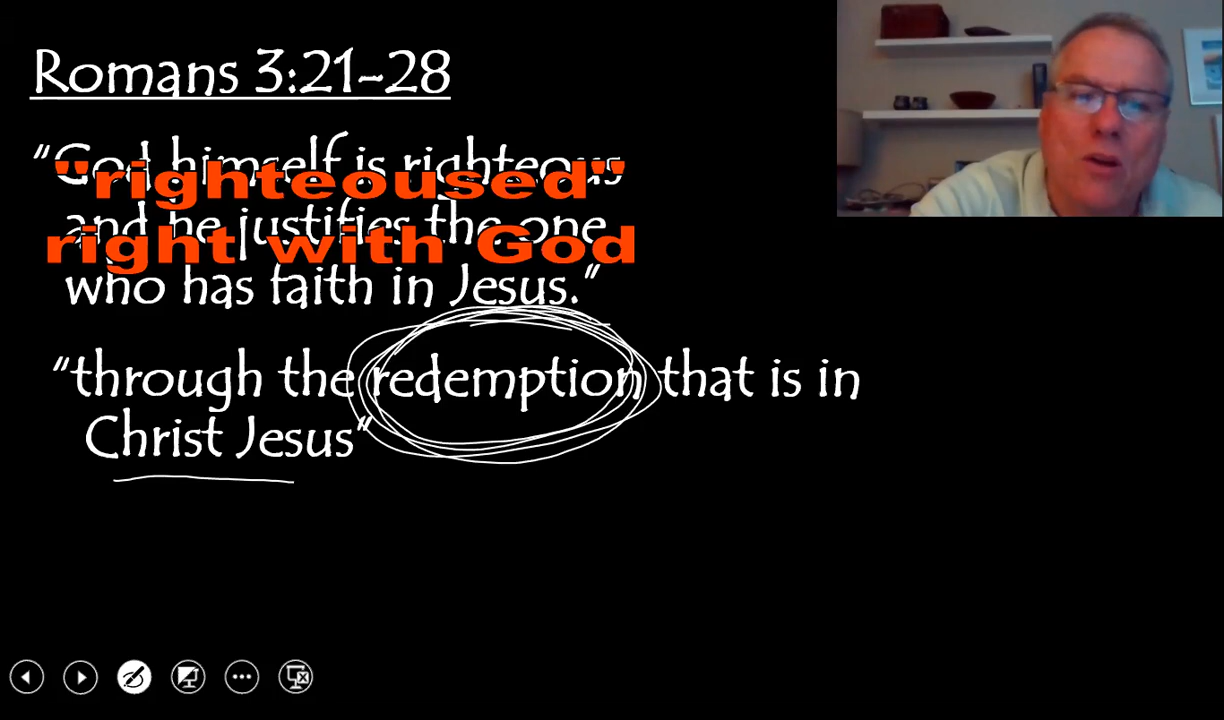 Romans 3:21-28
“God himself is righteous
"righteoused"
and he justifies the one
right with God
who has faith in Jesus.”
“through the redemption that is in
Christ Jesus”